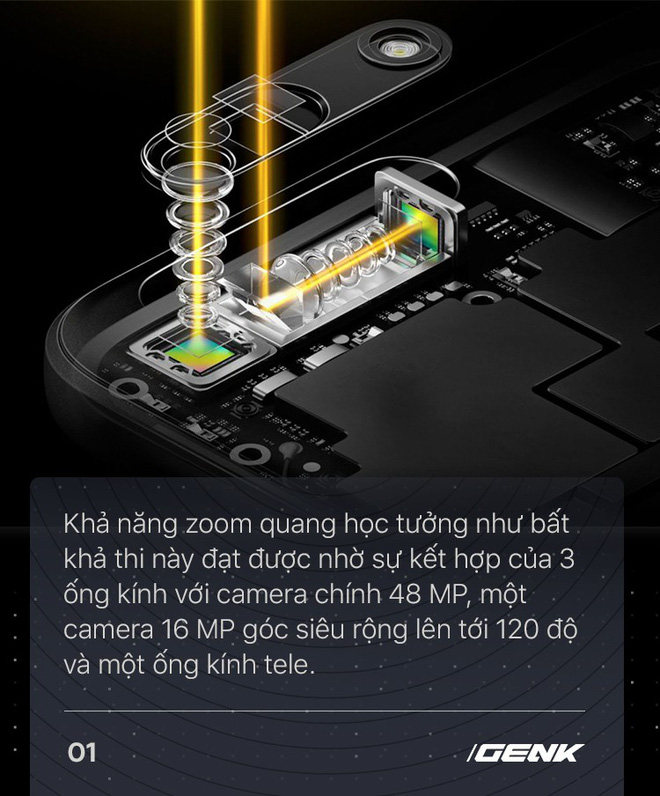 Khả năng zoom quang học tưởng như bất
khả thi này đạt được nhờ sự kết hợp của 3
ống kính với camera chính 48 MP, một
camera 16 MP góc siêu rộng lên tới 120 độ
và một ống kính tele.
01
/GENK